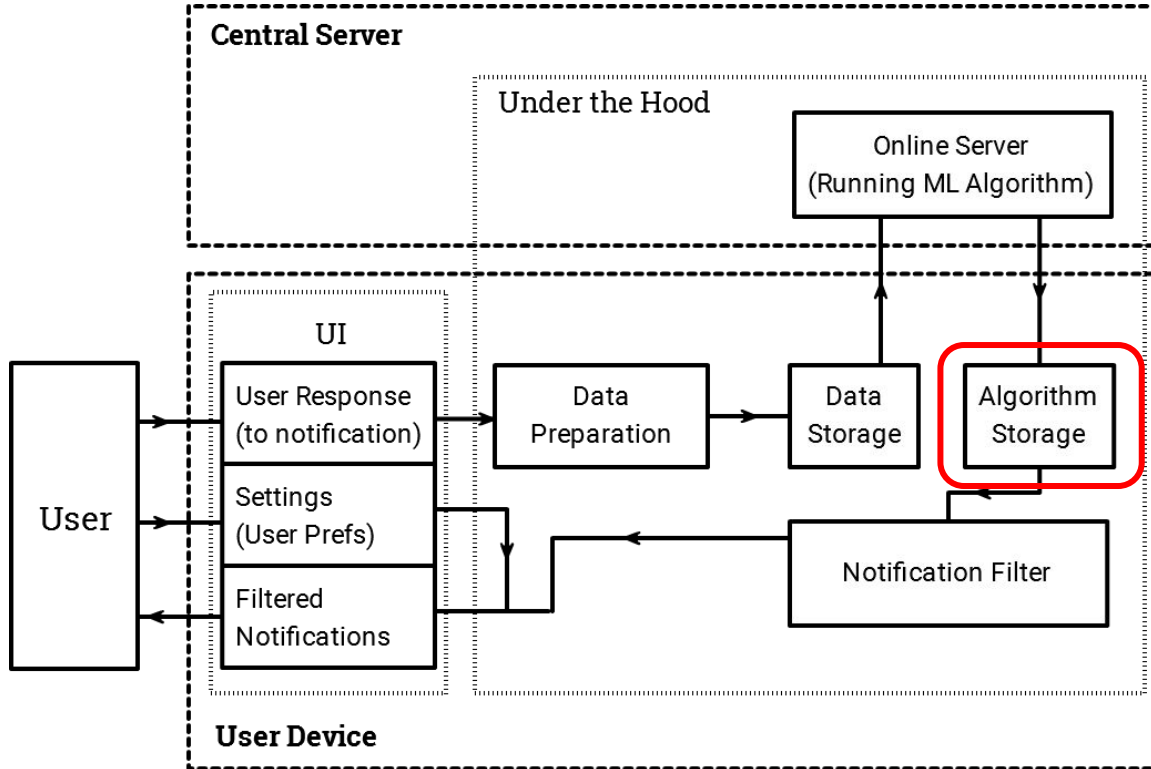 Central Server
Under the Hood
Online Server
(Running ML Algorithm)
UI
User
User Response
(to notification)
Settings
(User Prefs)
Filtered
Notifications
Data
Preparation
Data
Storage
Algorithm
Storage
Notification Filter
User Device